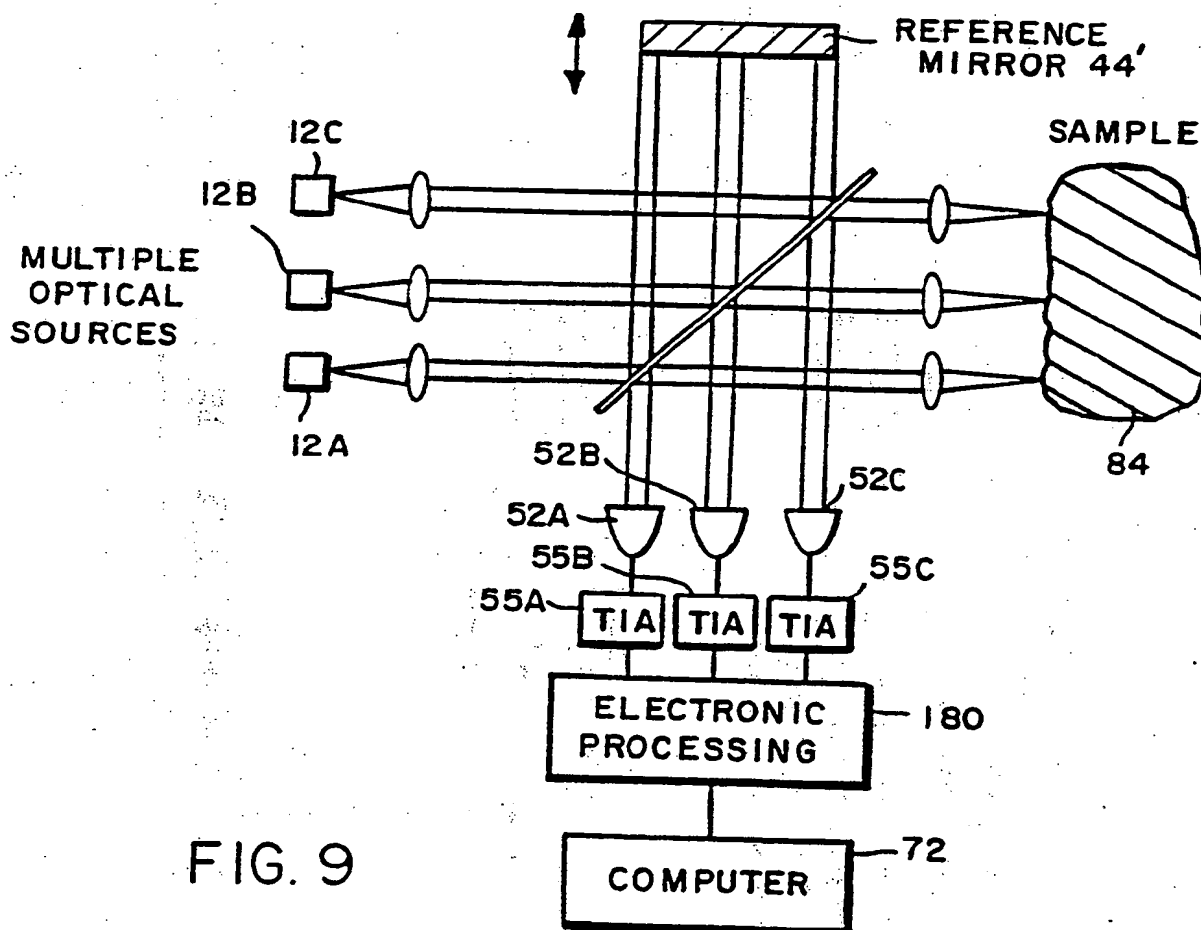 REFERENCE
MIRROR 44'
SAMPLE
12C
12B
MULTIPLE
OPTICAL
SOURCES
12A
84
52B
52C
52A
55B
55C
55A
TIA
TIA
TIA
ELECTRONIC
PROCESSING
180
72
COMPUTER
FIG. 9